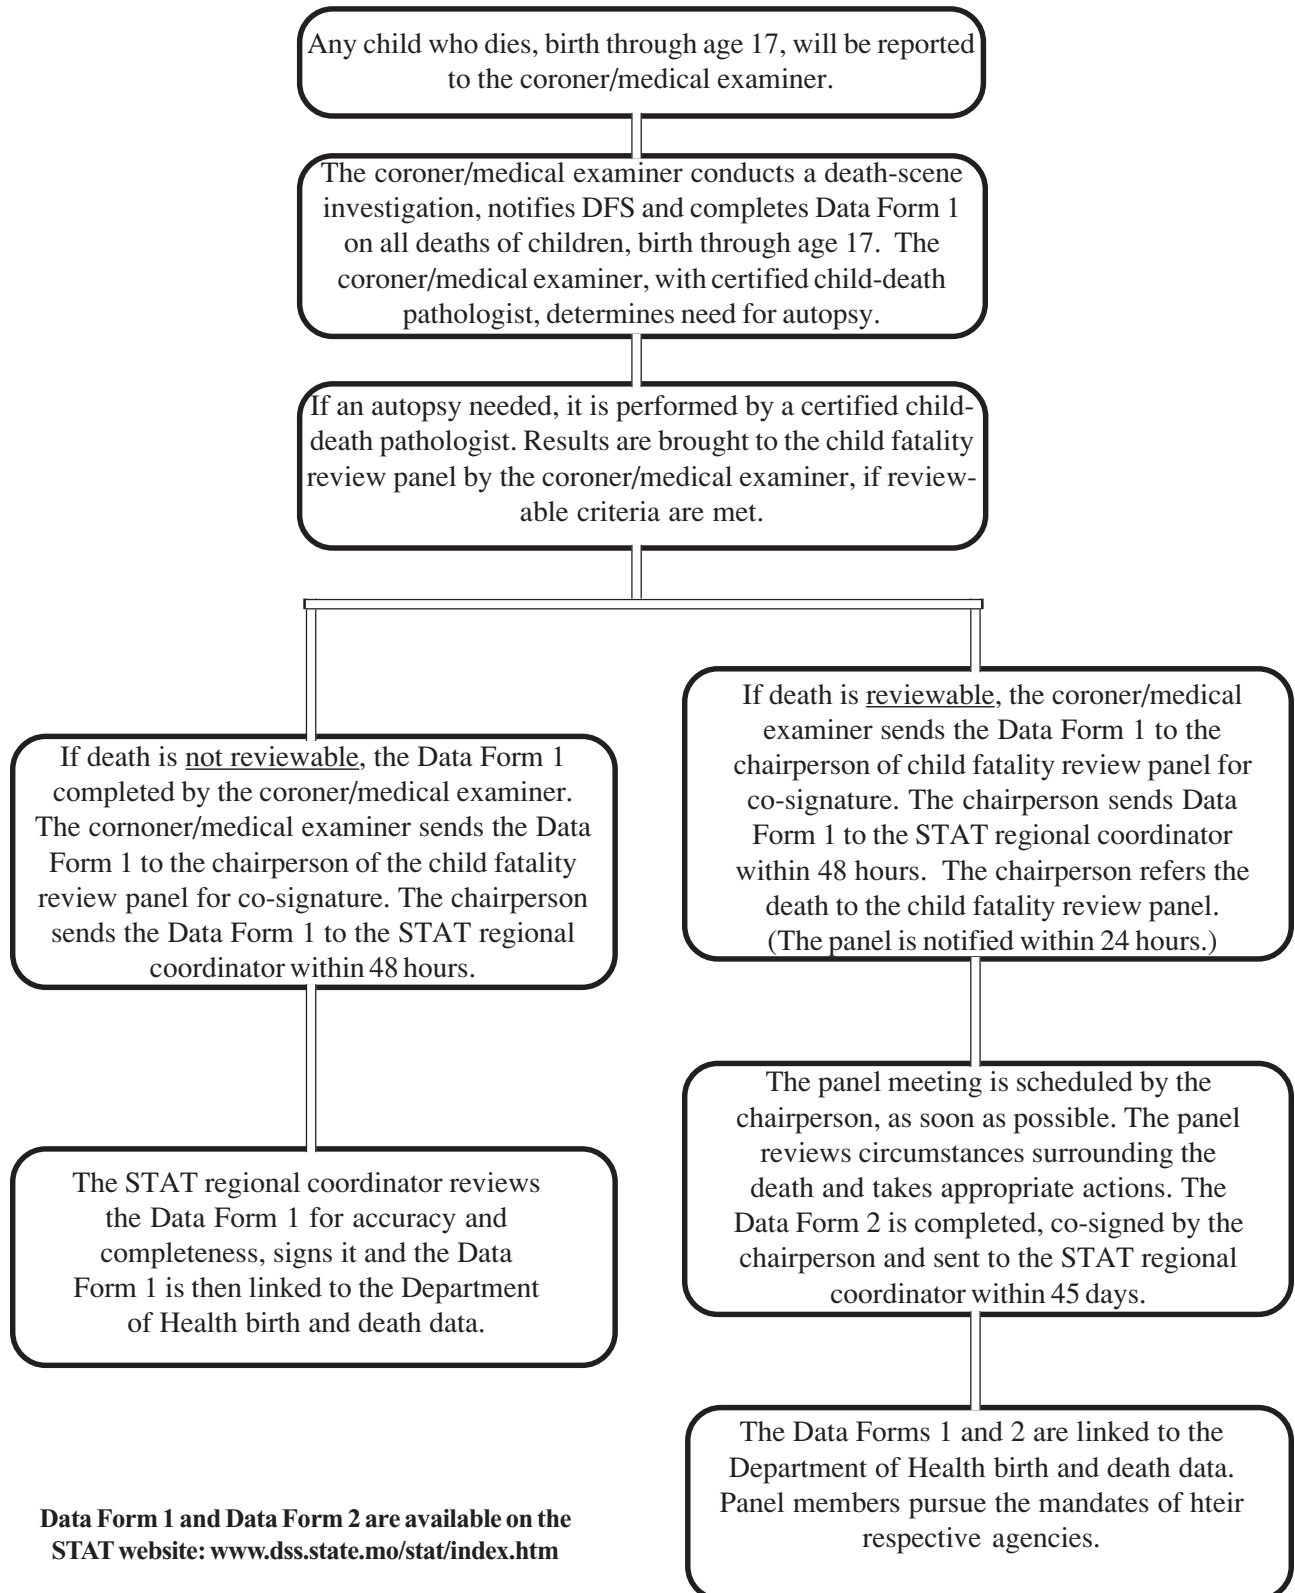 Any child who dies, birth through age 17, will be reported
to the coroner/medical examiner.
The coroner/medical examiner conducts a death-scene
investigation, notifies DFS and completes Data Form 1
on all deaths of children, birth through age 17.  The
coroner/medical examiner, with certified child-death
pathologist, determines need for autopsy.
If an autopsy needed, it is performed by a certified child-
death pathologist. Results are brought to the child fatality
review panel by the coroner/medical examiner, if review-
able criteria are met.
If death is not reviewable, the Data Form 1
completed by the coroner/medical examiner.
The cornoner/medical examiner sends the Data
Form 1 to the chairperson of the child fatality
review panel for co-signature. The chairperson
sends the Data Form 1 to the STAT regional
coordinator within 48 hours.
The STAT regional coordinator reviews
the Data Form 1 for accuracy and
completeness, signs it and the Data
Form 1 is then linked to the Department
of Health birth and death data.
If death is reviewable, the coroner/medical
examiner sends the Data Form 1 to the
chairperson of child fatality review panel for
co-signature. The chairperson sends Data
Form 1 to the STAT regional coordinator
within 48 hours.  The chairperson refers the
death to the child fatality review panel.
(The panel is notified within 24 hours.)
The panel meeting is scheduled by the
chairperson, as soon as possible. The panel
reviews circumstances surrounding the
death and takes appropriate actions. The
Data Form 2 is completed, co-signed by the
chairperson and sent to the STAT regional
coordinator within 45 days.
The Data Forms 1 and 2 are linked to the
Department of Health birth and death data.
Panel members pursue the mandates of hteir
respective agencies.
Data Form 1 and Data Form 2 are available on the
STAT website: www.dss.state.mo/stat/index.htm